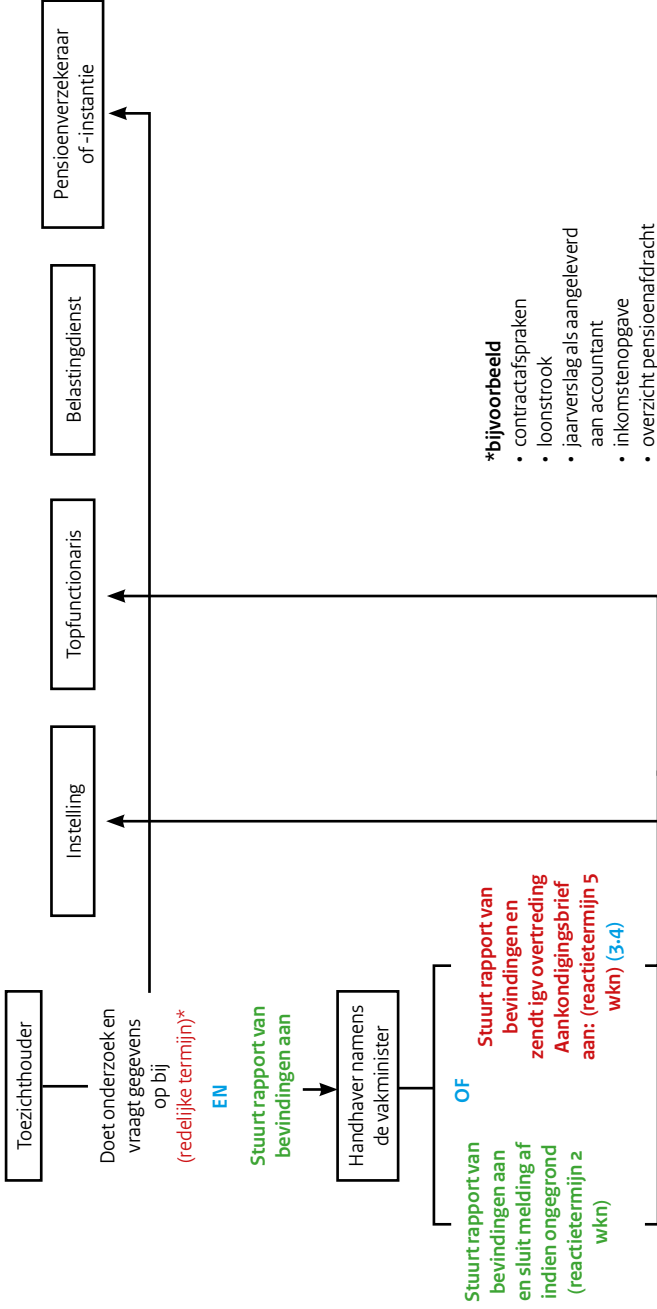 Toezichthouder
Instelling
Topfunctionaris
Belastingdienst
Pensioenverzekeraar
of -instantie
Doet onderzoek en
vraagt gegevens
op bij
(redelijke termijn)*
EN
Stuurt rapport van
bevindingen aan
Handhaver namens
de vakminister
OF
Stuurt rapport van
bevindingen aan
en sluit melding af
indien ongegrond
(reactietermijn 2
wkn)
Stuurt rapport van
bevindingen en
zendt igv overtreding
Aankondigingsbrief
aan: (reactietermijn 5
wkn) (3.4)
*bijvoorbeeld
• contractafspraken
• loonstrook
• jaarverslag als aangeleverd
aan accountant
• inkomstenopgave
• overzicht pensioenafdracht